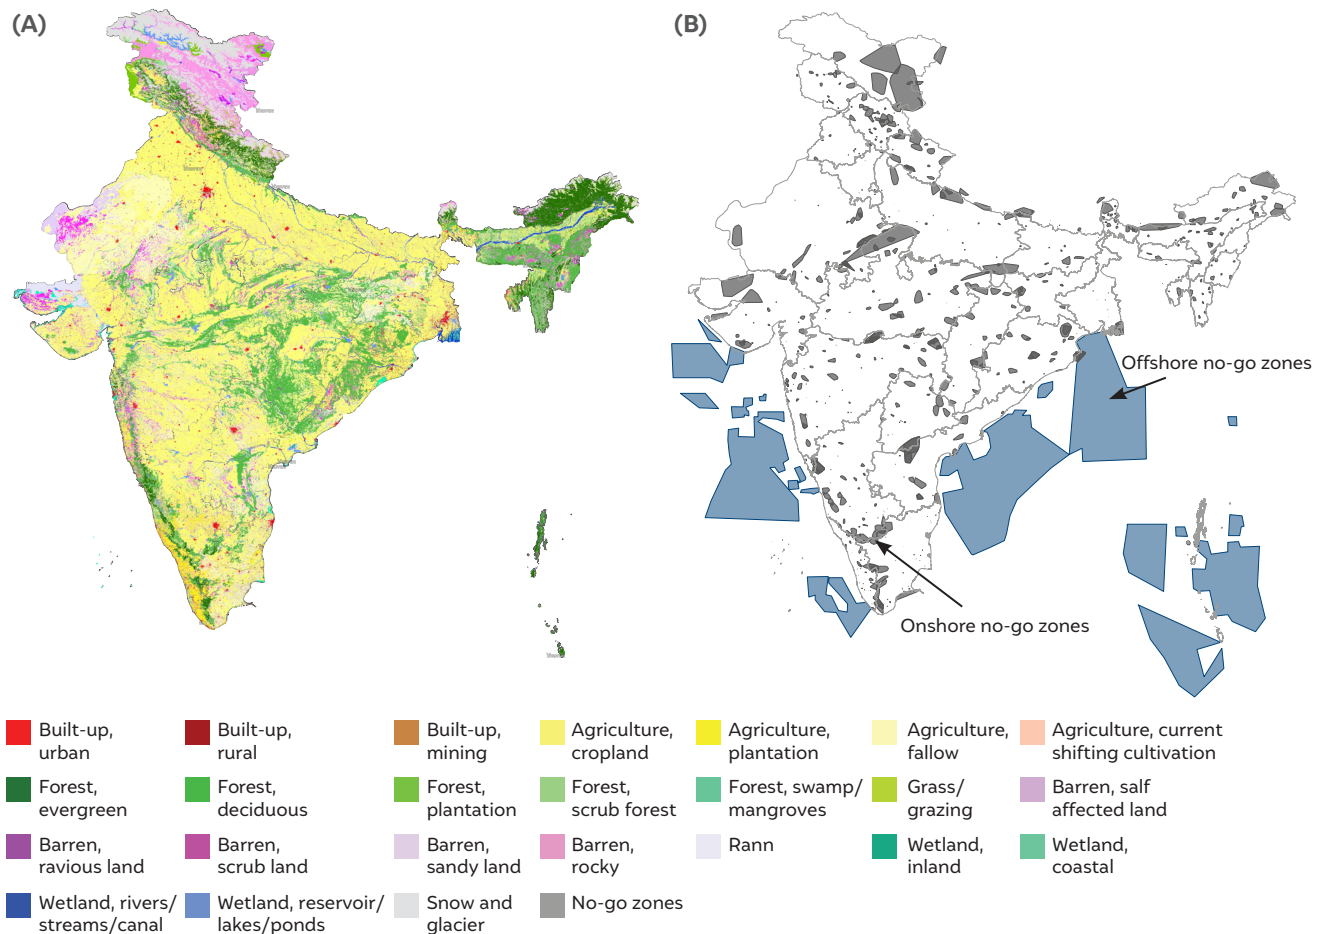 (A)
(B)
Offshore no-go zones
Onshore no-go zones
Built-up,
urban
Built-up,
rural
Built-up,
mining
Agriculture,
cropland
Agriculture,
plantation
Agriculture,
fallow
Agriculture, current
shifting cultivation
Forest,
evergreen
Forest,
deciduous
Forest,
plantation
Forest,
scrub forest
Forest, swamp/
mangroves
Grass/
grazing
Barren, salf
affected land
Barren,
ravious land
Barren,
scrub land
Barren,
sandy land
Barren,
rocky
Rann
Wetland,
inland
Wetland,
coastal
Wetland, rivers/
streams/canal
Wetland, reservoir/
lakes/ponds
Snow and
glacier
No-go zones